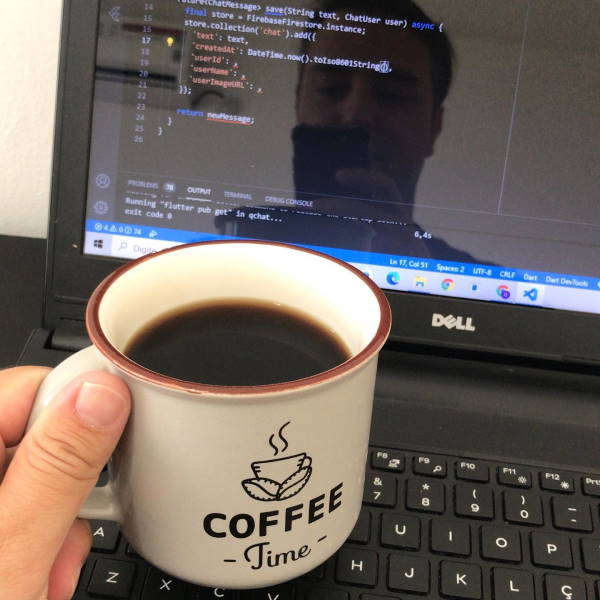 14 Future<ChatMessage> save(String text, ChatUser user) async {
15 final store = FirebaseFirestore.instance;
16 store.collection('chat').add({
17 'text': text,
18 'createdAt': DateTime.now().toIso8601String(),
19 'userId': ,
20 'userName': ,
21 'userImageURL': ,
22 });
23
24 return newMessage;
25 }
26 }
PROBLEMS 78 OUTPUT TERMINAL DEBUG CONSOLE
Running "flutter pub get" in qchat... 6,4s
exit code 0
4 0 74
Ln 17, Col 51 Spaces: 2 UTF-8 CRLF Dart Dart DevTools
Digite
DELL
COFFEE
- Time -
F8 F9 F10 F11 F12
& 7 * 8 ( 9 ) 0 _ -
A U I O P
H J K L Ç
Z X C V